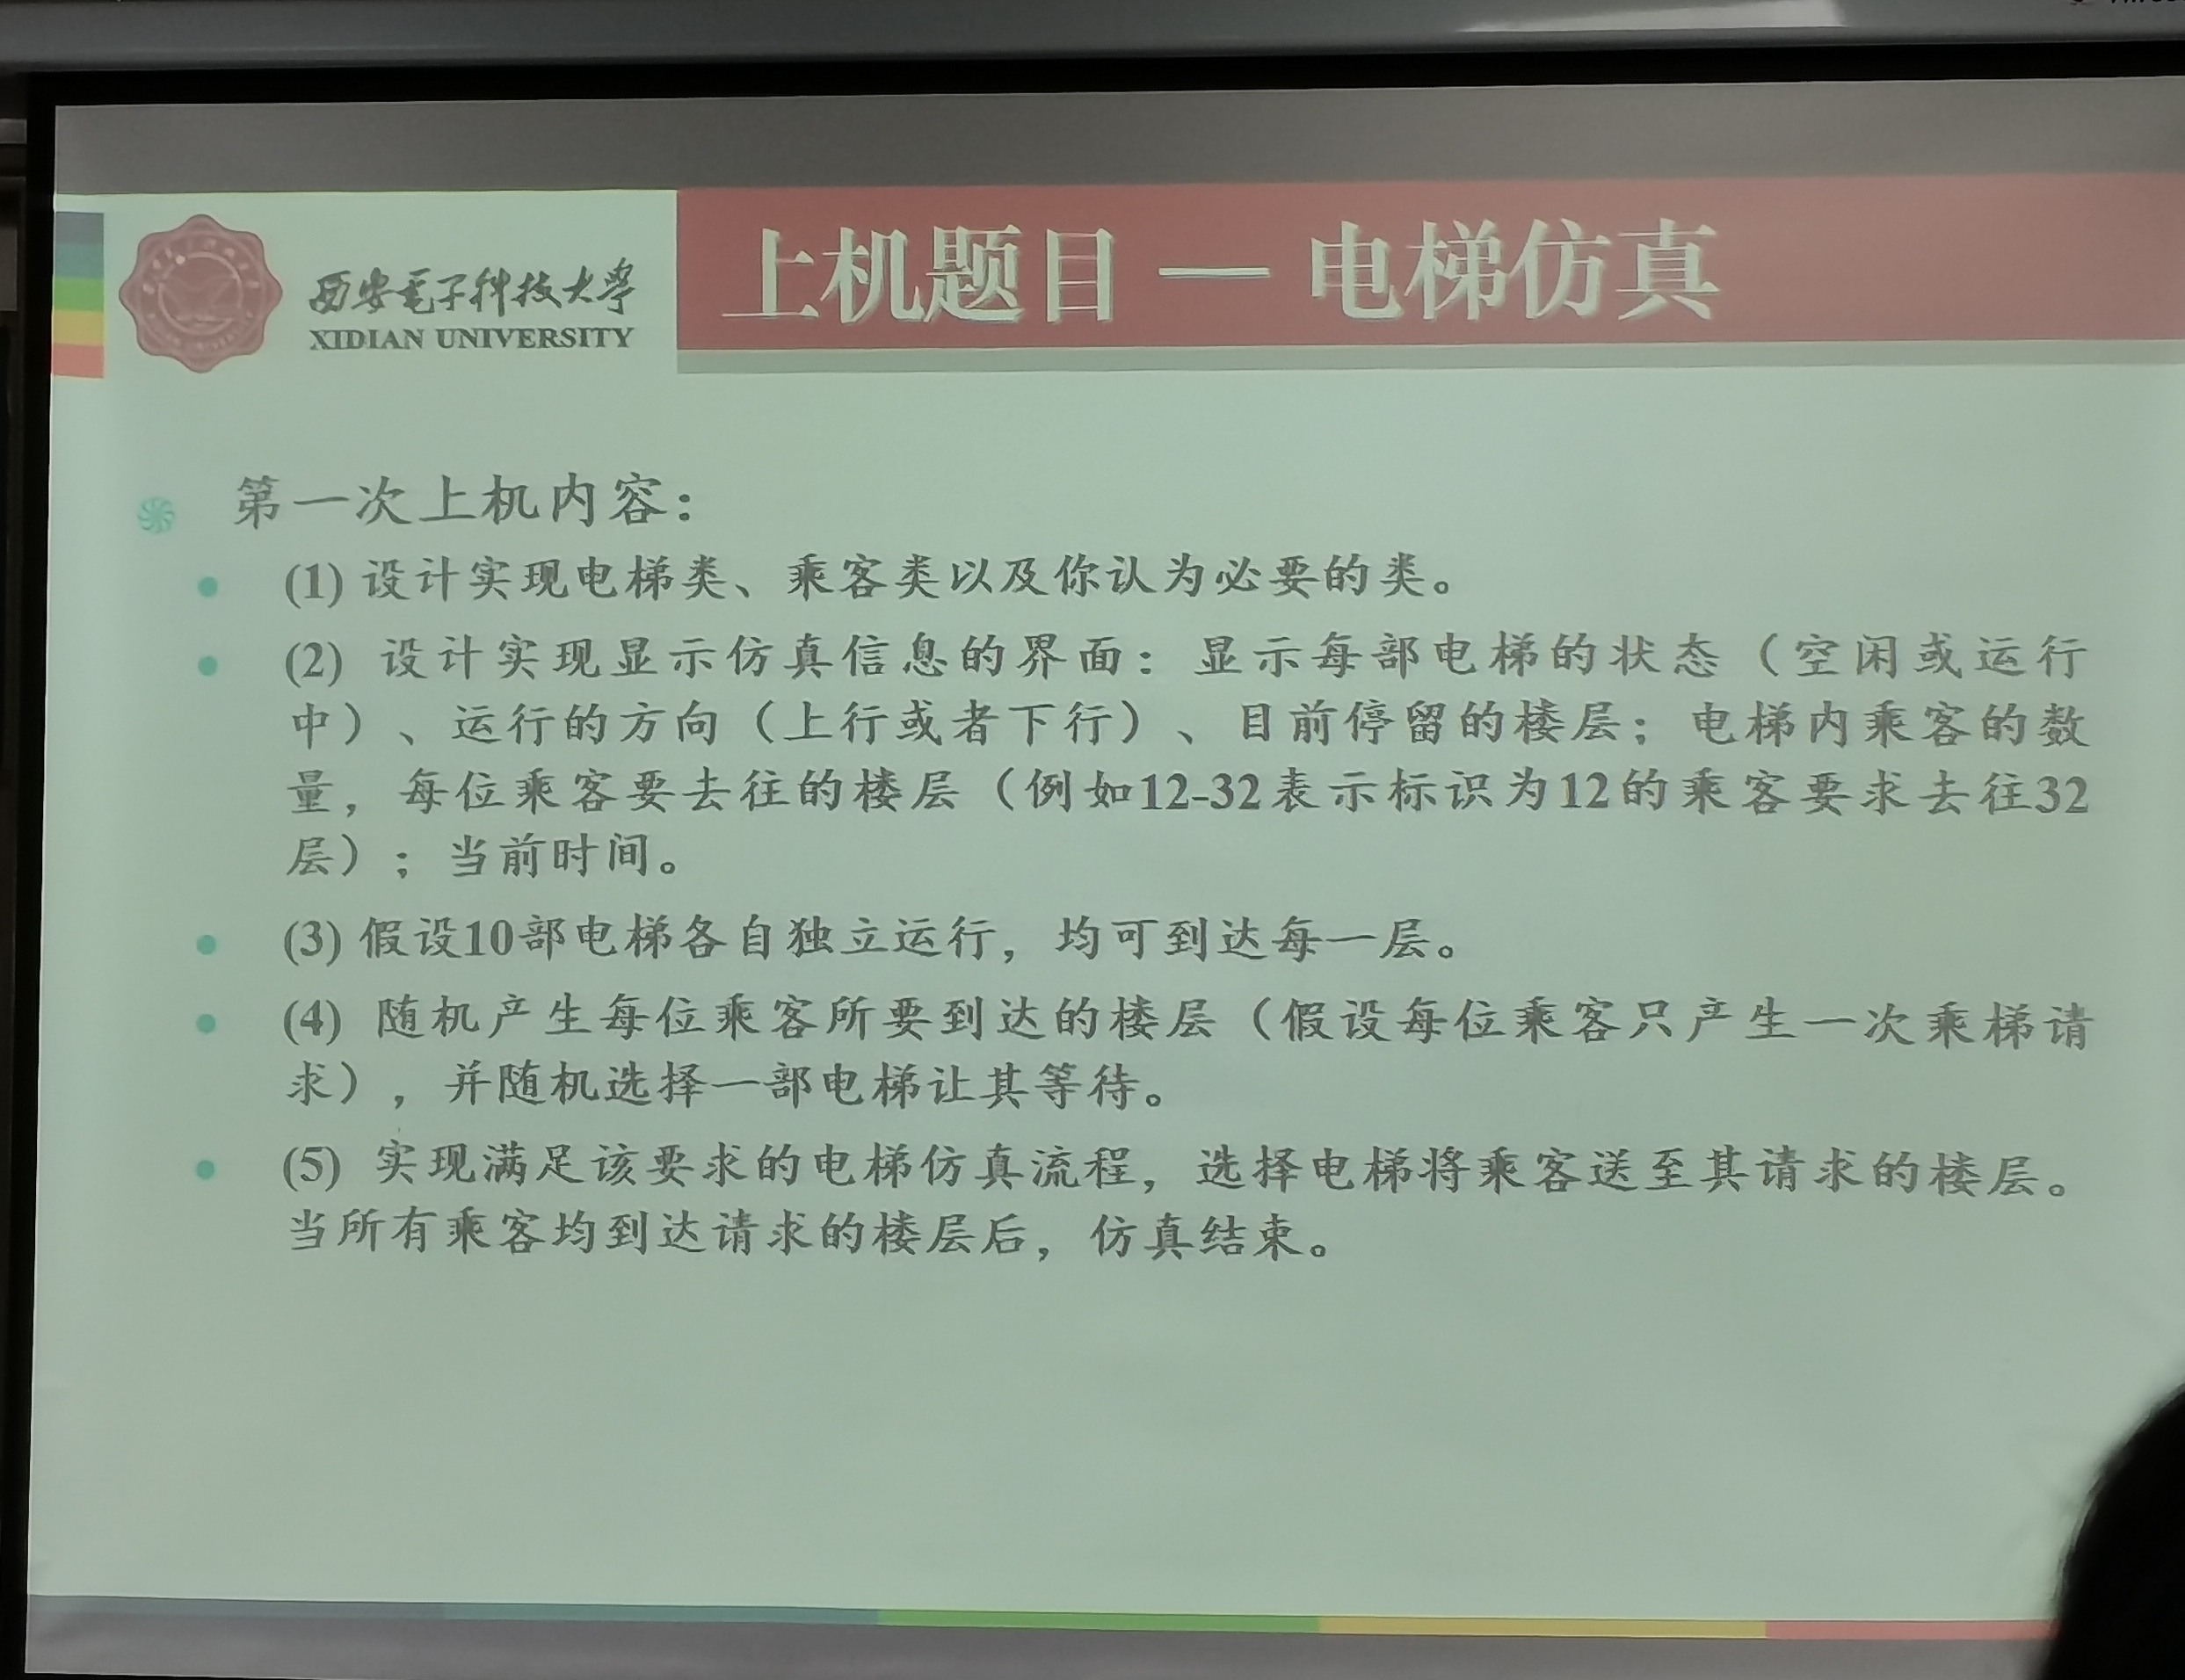 西安电子科技大学
XIDIAN UNIVERSITY
上机题目 — 电梯仿真
第一次上机内容：
(1) 设计实现电梯类、乘客类以及你认为必要的类。
(2) 设计实现显示仿真信息的界面：显示每部电梯的状态（空闲或运行
中）、运行的方向（上行或者下行）、目前停留的楼层；电梯内乘客的数
量，每位乘客要去往的楼层（例如12-32表示标识为12的乘客要求去往32
层）；当前时间。
(3) 假设10部电梯各自独立运行，均可到达每一层。
(4) 随机产生每位乘客所要到达的楼层（假设每位乘客只产生一次乘梯请
求），并随机选择一部电梯让其等待。
(5) 实现满足该要求的电梯仿真流程，选择电梯将乘客送至其请求的楼层。
当所有乘客均到达请求的楼层后，仿真结束。